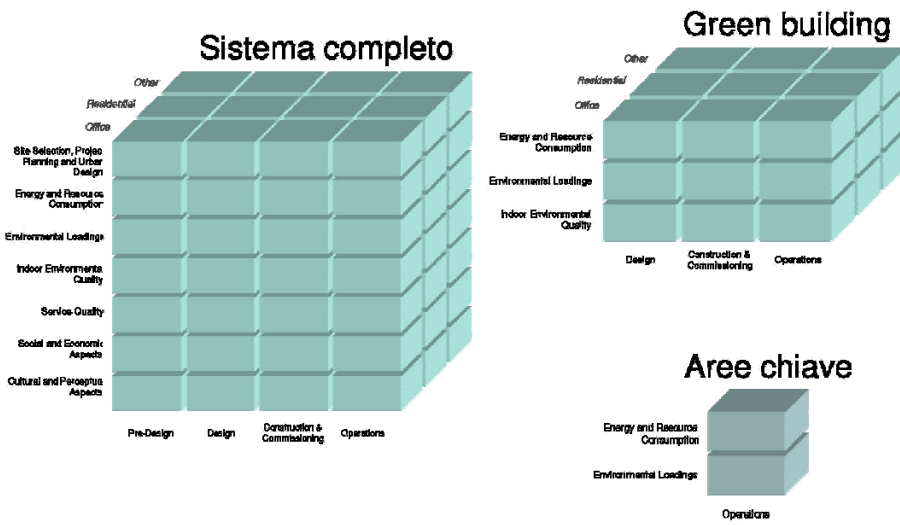 Sistema completo
Other
Residential
Office
Site Selection, Projec
Planning and Urban
Design
Energy and Resource
Consumption
Environmental Loadings
Indoor Environmenta
Quality
Service Quality
Social and Economic
Aspects
Cultural and Perceptua
Aspects
Pre-Design
Design
Construction &
Commissioning
Operations
Green building
Other
Residential
Office
Energy and Resource
Consumption
Environmental Loadings
Indoor Environmental
Quality
Design
Construction &
Commissioning
Operations
Aree chiave
Energy and Resource
Consumption
Environmental Loadings
Operations